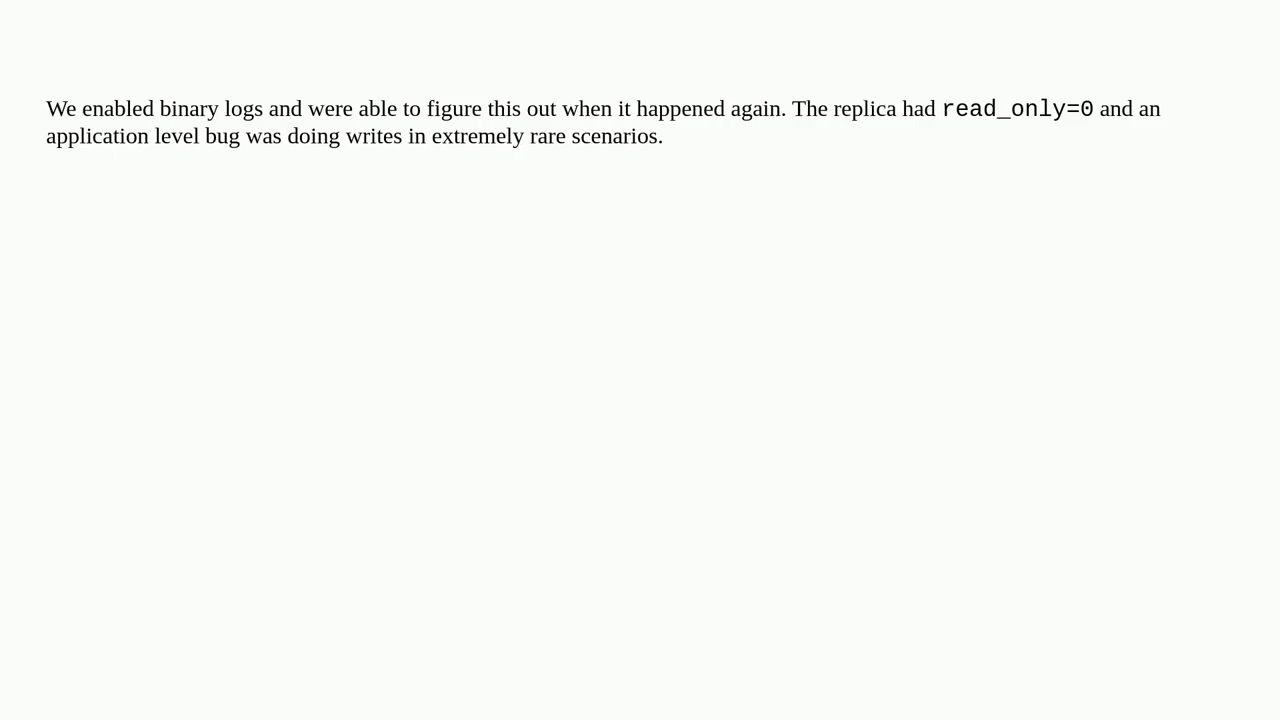 We enabled binary logs and were able to figure this out when it happened again. The replica had read_only=0 and an
application level bug was doing writes in extremely rare scenarios.